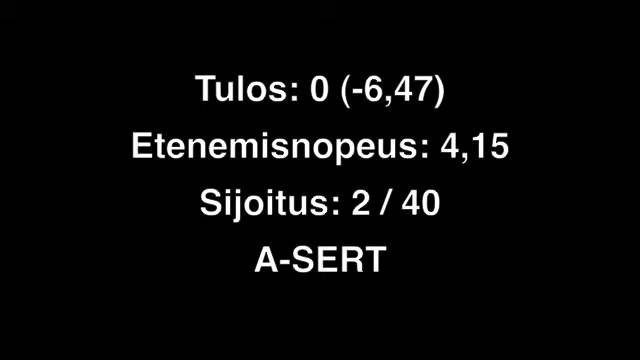 Tulos: 0 (-6,47)
Etenemisnopeus: 4,15
Sijoitus: 2 / 40
A-SERT